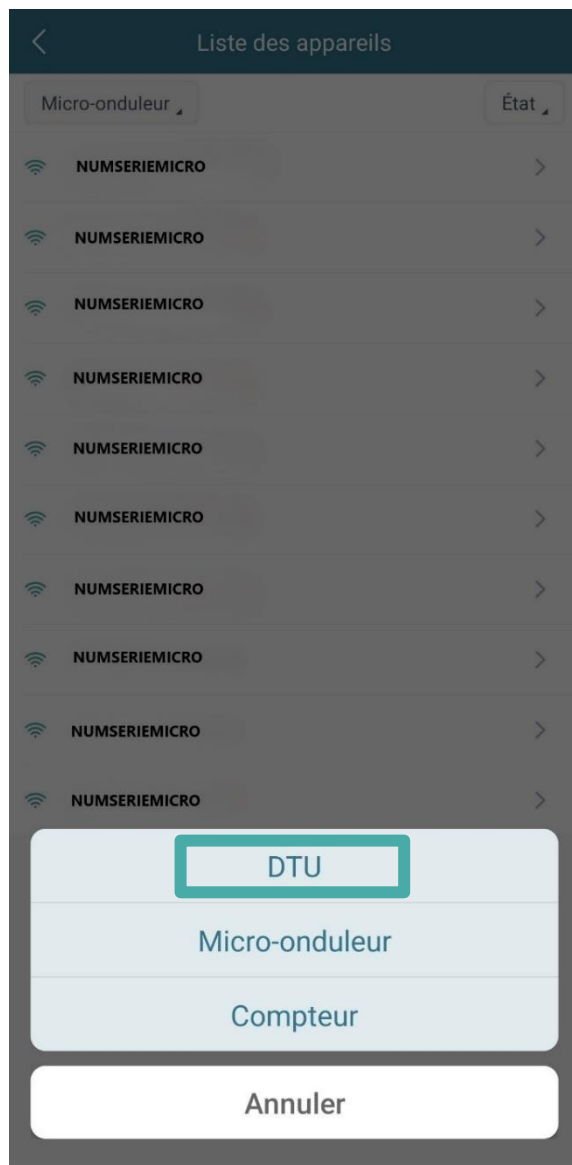 Liste des appareils
Micro-onduleur État
NUMSERIEMICRO
NUMSERIEMICRO
NUMSERIEMICRO
NUMSERIEMICRO
NUMSERIEMICRO
NUMSERIEMICRO
NUMSERIEMICRO
NUMSERIEMICRO
NUMSERIEMICRO
NUMSERIEMICRO
DTU
Micro-onduleur
Compteur
Annuler